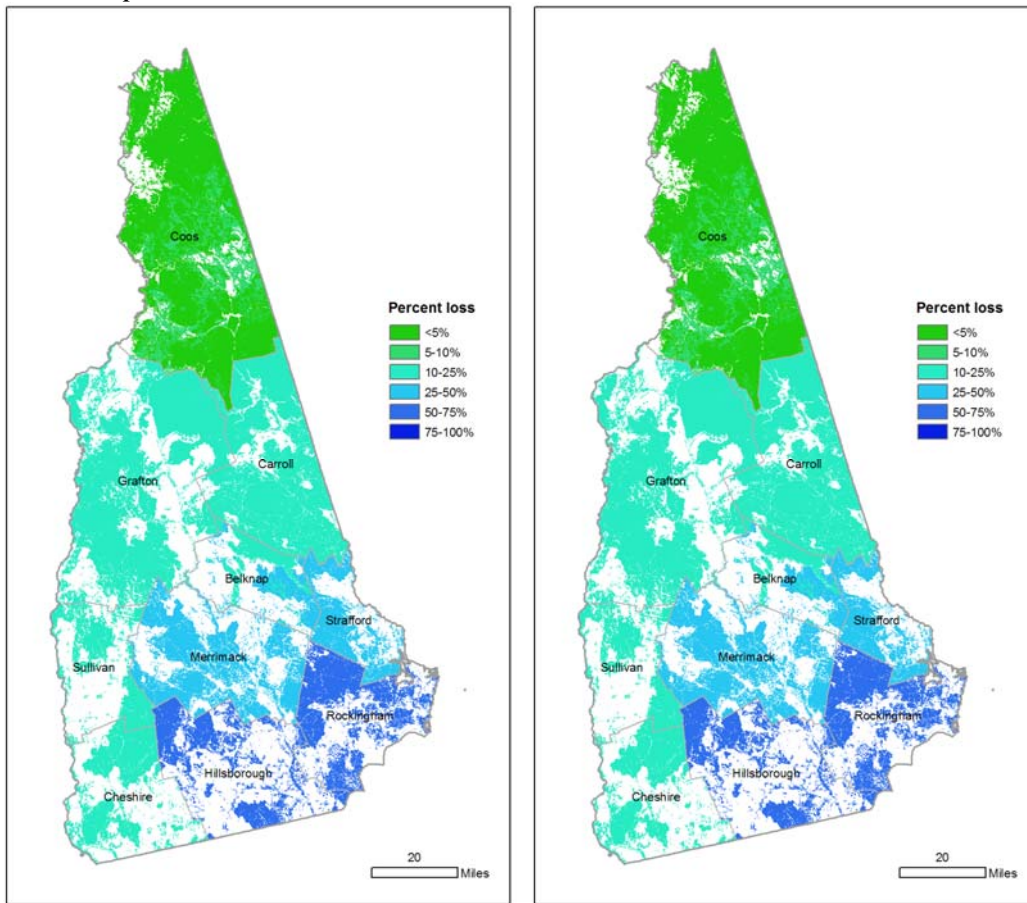 Coos
Percent loss
<5%
5-10%
10-25%
25-50%
50-75%
75-100%
Carroll
Grafton
Belknap
Strafford
Merrimack
Sullivan
Rockingham
Hillsborough
Cheshire
20
Miles
Coos
Percent loss
<5%
5-10%
10-25%
25-50%
50-75%
75-100%
Carroll
Grafton
Belknap
Strafford
Merrimack
Sullivan
Rockingham
Hillsborough
Cheshire
20
Miles